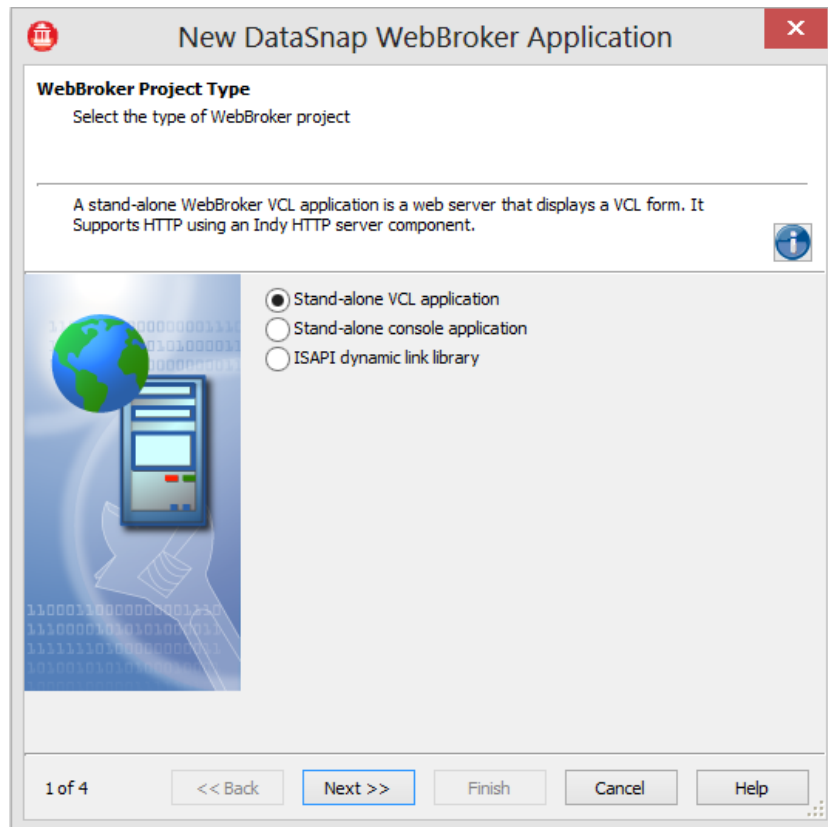 New DataSnap WebBroker Application
WebBroker Project Type
Select the type of WebBroker project
A stand-alone WebBroker VCL application is a web server that displays a VCL form. It
Supports HTTP using an Indy HTTP server component.
Stand-alone VCL application
Stand-alone console application
ISAPI dynamic link library
1 of 4
<< Back
Next >>
Finish
Cancel
Help